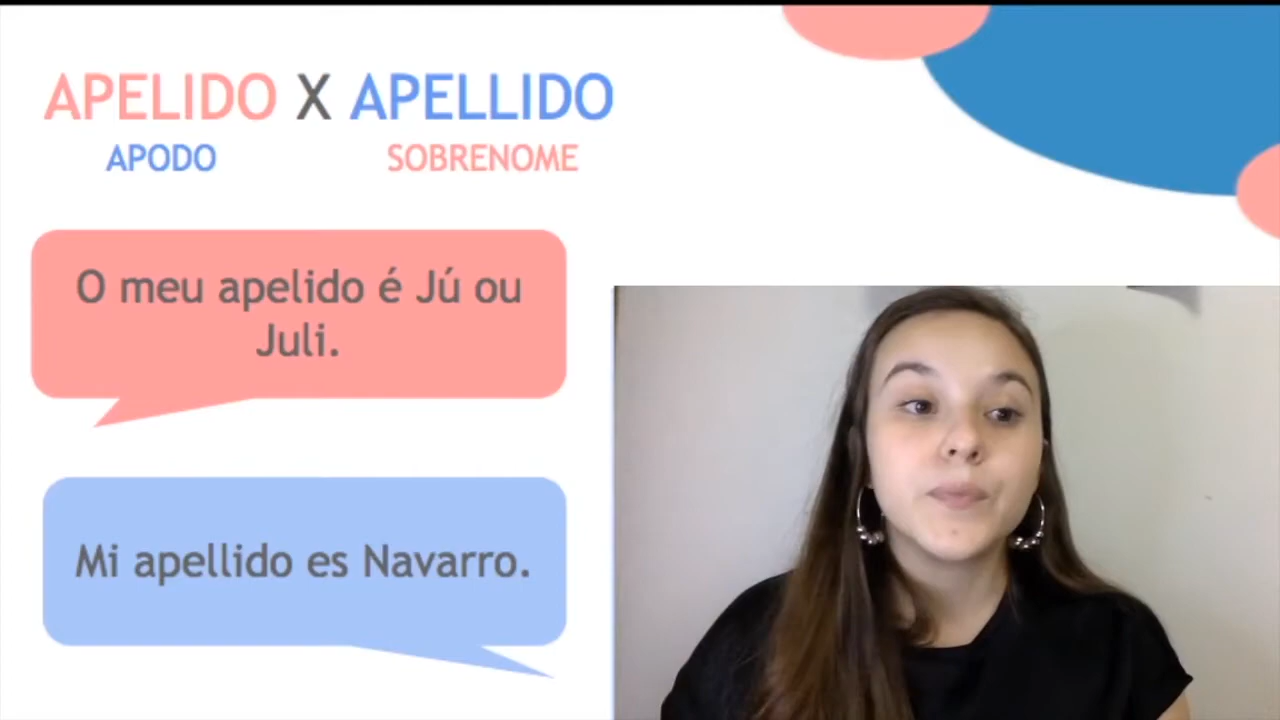 APELIDO X APELLIDO
APODO SOBRENOME
O meu apelido é Jú ou
Juli.
Mi apellido es Navarro.